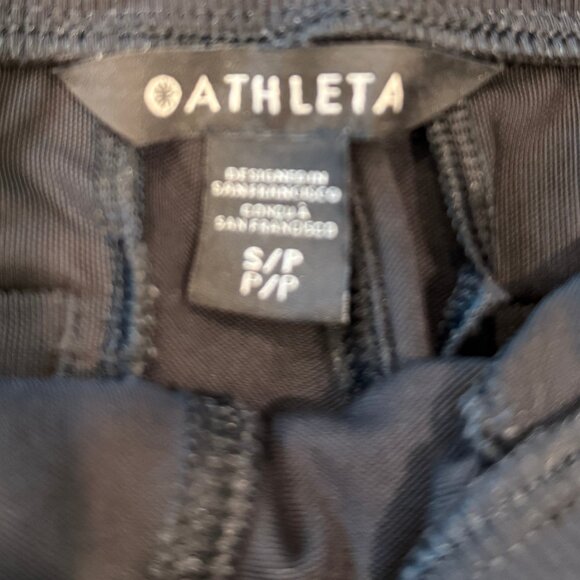 ATHLETA
DESIGNED IN
SAN FRANCISCO
CONÇU À
SAN FRANCISCO
S/P
P/P